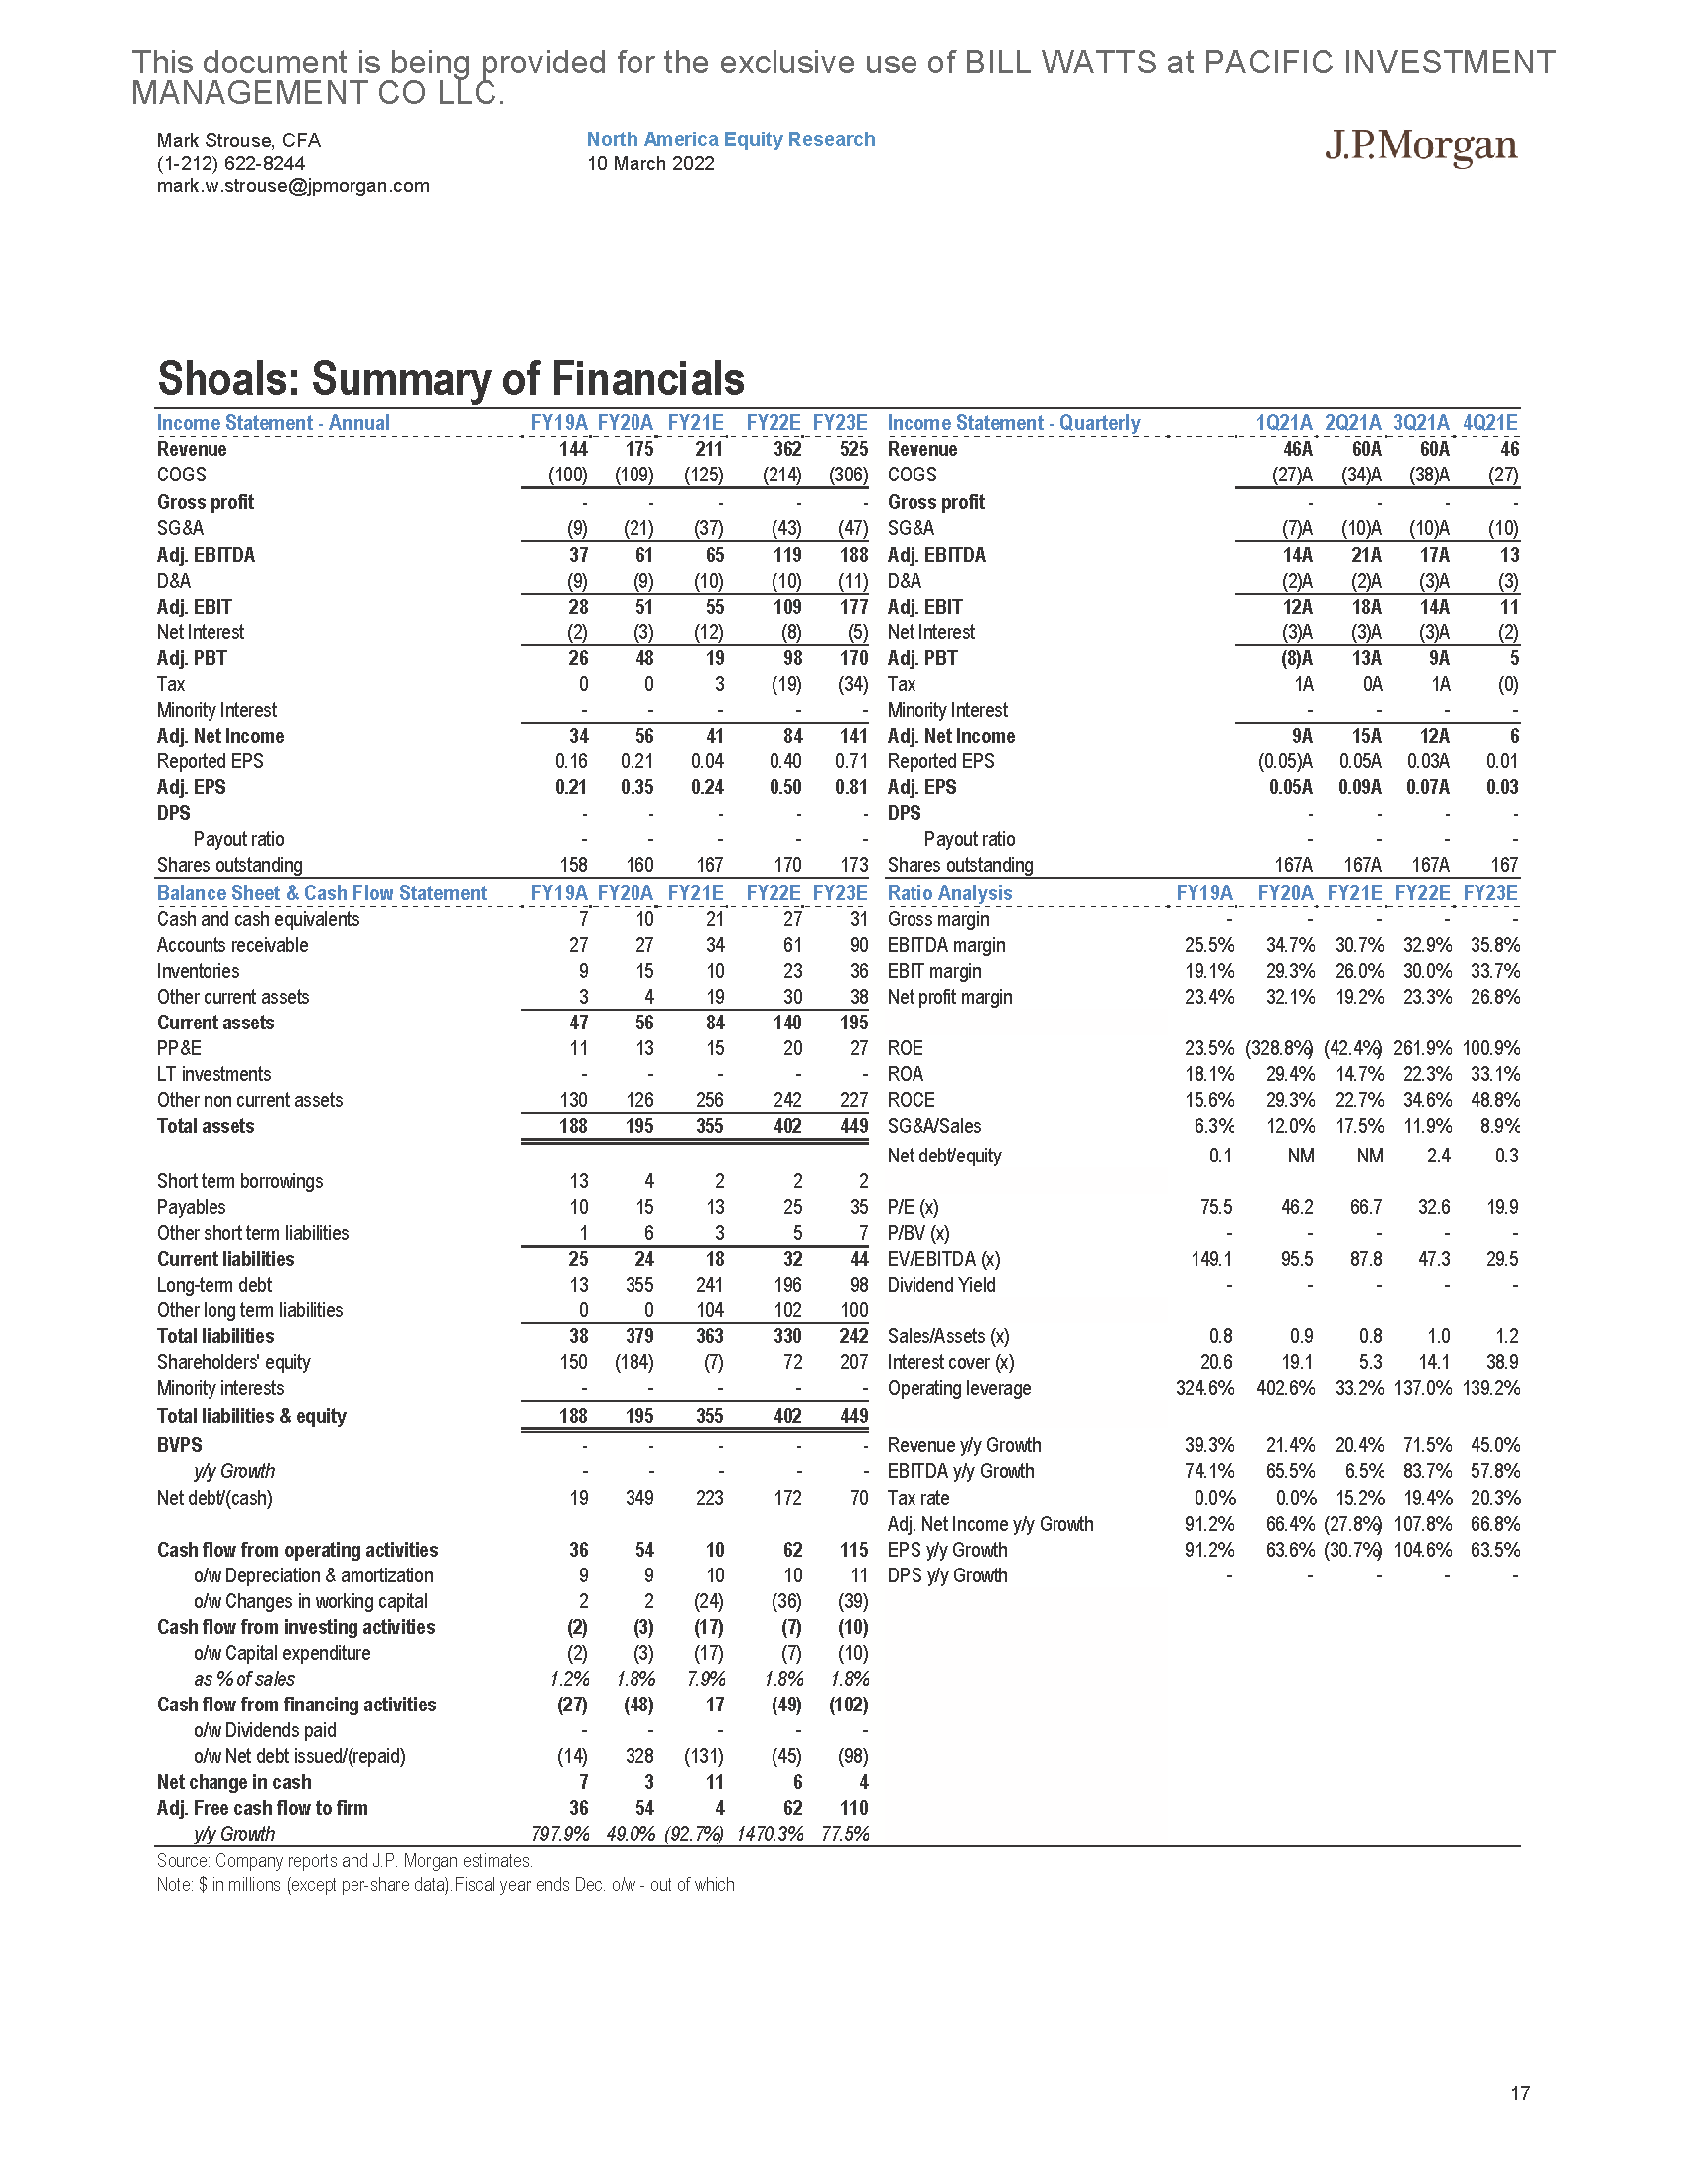 This document is being provided for the exclusive use of BILL WATTS at PACIFIC INVESTMENT
MANAGEMENT CO LLC.
Mark Strouse, CFA
(1-212) 622-8244
mark.w.strouse@jpmorgan.com
North America Equity Research
10 March 2022
J.P.Morgan
Shoals: Summary of Financials
Income Statement - Annual FY19A FY20A FY21E FY22E FY23E Income Statement - Quarterly 1Q21A 2Q21A 3Q21A 4Q21E
Revenue 144 175 211 362 525 Revenue 46A 60A 60A 46
COGS (100) (109) (125) (214) (306) COGS (27)A (34)A (38)A (27)
Gross profit - - - - - Gross profit - - - -
SG&A (9) (21) (37) (43) (47) SG&A (7)A (10)A (10)A (10)
Adj. EBITDA 37 61 65 119 188 Adj. EBITDA 14A 21A 17A 13
D&A (9) (9) (10) (10) (11) D&A (2)A (2)A (3)A (3)
Adj. EBIT 28 51 55 109 177 Adj. EBIT 12A 18A 14A 11
Net Interest (2) (3) (12) (8) (5) Net Interest (3)A (3)A (3)A (2)
Adj. PBT 26 48 19 98 170 Adj. PBT (8)A 13A 9A 5
Tax 0 0 3 (19) (34) Tax 1A 0A 1A (0)
Minority Interest - - - - - Minority Interest - - - -
Adj. Net Income 34 56 41 84 141 Adj. Net Income 9A 15A 12A 6
Reported EPS 0.16 0.21 0.04 0.40 0.71 Reported EPS (0.05)A 0.05A 0.03A 0.01
Adj. EPS 0.21 0.35 0.24 0.50 0.81 Adj. EPS 0.05A 0.09A 0.07A 0.03
DPS - - - - - DPS - - - -
Payout ratio - - - - - Payout ratio - - - -
Shares outstanding 158 160 167 170 173 Shares outstanding 167A 167A 167A 167
Balance Sheet & Cash Flow Statement FY19A FY20A FY21E FY22E FY23E Ratio Analysis FY19A FY20A FY21E FY22E FY23E
Cash and cash equivalents 7 10 21 27 31 Gross margin - - - - -
Accounts receivable 27 27 34 61 90 EBITDA margin 25.5% 34.7% 30.7% 32.9% 35.8%
Inventories 9 15 10 23 36 EBIT margin 19.1% 29.3% 26.0% 30.0% 33.7%
Other current assets 3 4 19 30 38 Net profit margin 23.4% 32.1% 19.2% 23.3% 26.8%
Current assets 47 56 84 140 195
PP&E 11 13 15 20 27 ROE 23.5% (328.8%) (42.4%) 261.9% 100.9%
LT investments - - - - - ROA 18.1% 29.4% 14.7% 22.3% 33.1%
Other non current assets 130 126 256 242 227 ROCE 15.6% 29.3% 22.7% 34.6% 48.8%
Total assets 188 195 355 402 449 SG&A/Sales 6.3% 12.0% 17.5% 11.9% 8.9%
Net debt/equity 0.1 NM NM 2.4 0.3
Short term borrowings 13 4 2 2 2
Payables 10 15 13 25 35 P/E (x) 75.5 46.2 66.7 32.6 19.9
Other short term liabilities 1 6 3 5 7 P/BV (x) - - - - -
Current liabilities 25 24 18 32 44 EV/EBITDA (x) 149.1 95.5 87.8 47.3 29.5
Long-term debt 13 355 241 196 98 Dividend Yield - - - - -
Other long term liabilities 0 0 104 102 100
Total liabilities 38 379 363 330 242 Sales/Assets (x) 0.8 0.9 0.8 1.0 1.2
Shareholders' equity 150 (184) (7) 72 207 Interest cover (x) 20.6 19.1 5.3 14.1 38.9
Minority interests - - - - - Operating leverage 324.6% 402.6% 33.2% 137.0% 139.2%
Total liabilities & equity 188 195 355 402 449
BVPS - - - - - Revenue y/y Growth 39.3% 21.4% 20.4% 71.5% 45.0%
y/y Growth - - - - - EBITDA y/y Growth 74.1% 65.5% 6.5% 83.7% 57.8%
Net debt/(cash) 19 349 223 172 70 Tax rate 0.0% 0.0% 15.2% 19.4% 20.3%
Adj. Net Income y/y Growth 91.2% 66.4% (27.8%) 107.8% 66.8%
Cash flow from operating activities 36 54 10 62 115 EPS y/y Growth 91.2% 63.6% (30.7%) 104.6% 63.5%
o/w Depreciation & amortization 9 9 10 10 11 DPS y/y Growth - - - - -
o/w Changes in working capital 2 2 (24) (36) (39)
Cash flow from investing activities (2) (3) (17) (7) (10)
o/w Capital expenditure (2) (3) (17) (7) (10)
as % of sales 1.2% 1.8% 7.9% 1.8% 1.8%
Cash flow from financing activities (27) (48) 17 (49) (102)
o/w Dividends paid - - - - -
o/w Net debt issued/(repaid) (14) 328 (131) (45) (98)
Net change in cash 7 3 11 6 4
Adj. Free cash flow to firm 36 54 4 62 110
y/y Growth 797.9% 49.0% (92.7%) 1470.3% 77.5%
Source: Company reports and J.P. Morgan estimates.
Note: $ in millions (except per-share data).Fiscal year ends Dec. o/w - out of which
17